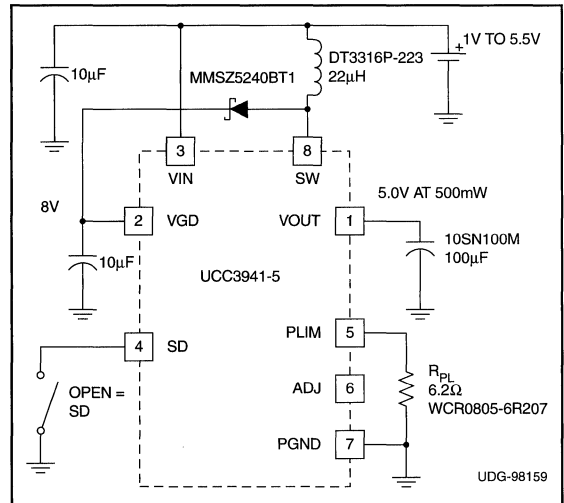 +
1V TO 5.5V
10µF
MMSZ5240BT1
DT3316P-223
22µH
3
VIN
8
SW
8V
2
VGD
VOUT
1
5.0V AT 500mW
10SN100M
100µF
10µF
UCC3941-5
4
SD
PLIM
5
OPEN =
SD
ADJ
6
RPL
6.2Ω
WCR0805-6R207
PGND
7
UDG-98159